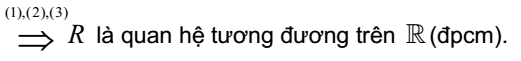 (1),(2),(3)
⟹ R là quan hệ tương đương trên ℝ (đpcm).